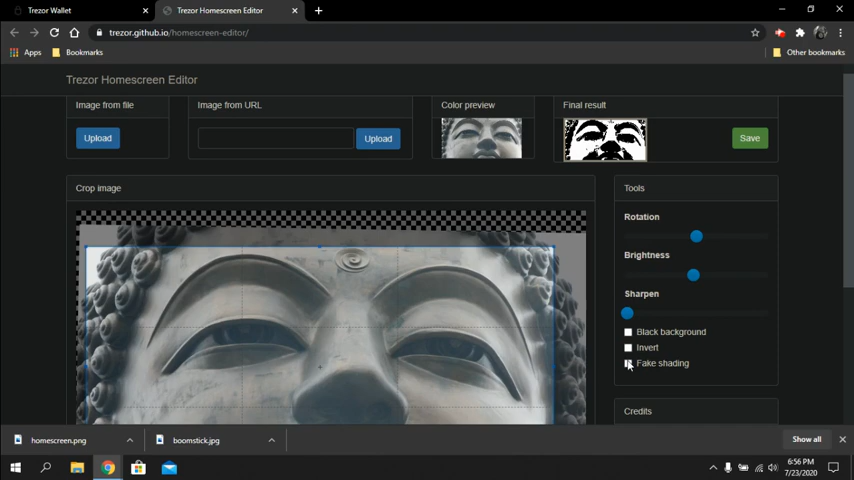 Trezor Wallet
Trezor Homescreen Editor
trezor.github.io/homescreen-editor/
Apps
Bookmarks
Other bookmarks
Trezor Homescreen Editor
Image from file
Image from URL
Color preview
Final result
Upload
Upload
Save
Crop image
Tools
Rotation
Brightness
Sharpen
Black background
Invert
Fake shading
Credits
homescreen.png
boomstick.jpg
Show all
6:56 PM
7/23/2020